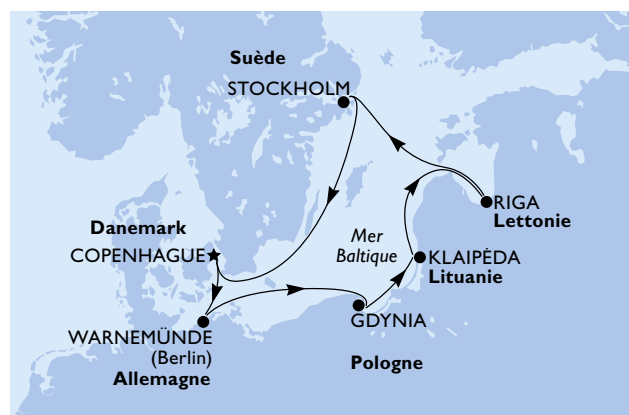 Suède
STOCKHOLM
RIGA
Lettonie
Danemark
COPENHAGUE
Mer
Baltique
KLAIPĖDA
Lituanie
GDYNIA
WARNEMÜNDE
(Berlin)
Allemagne
Pologne